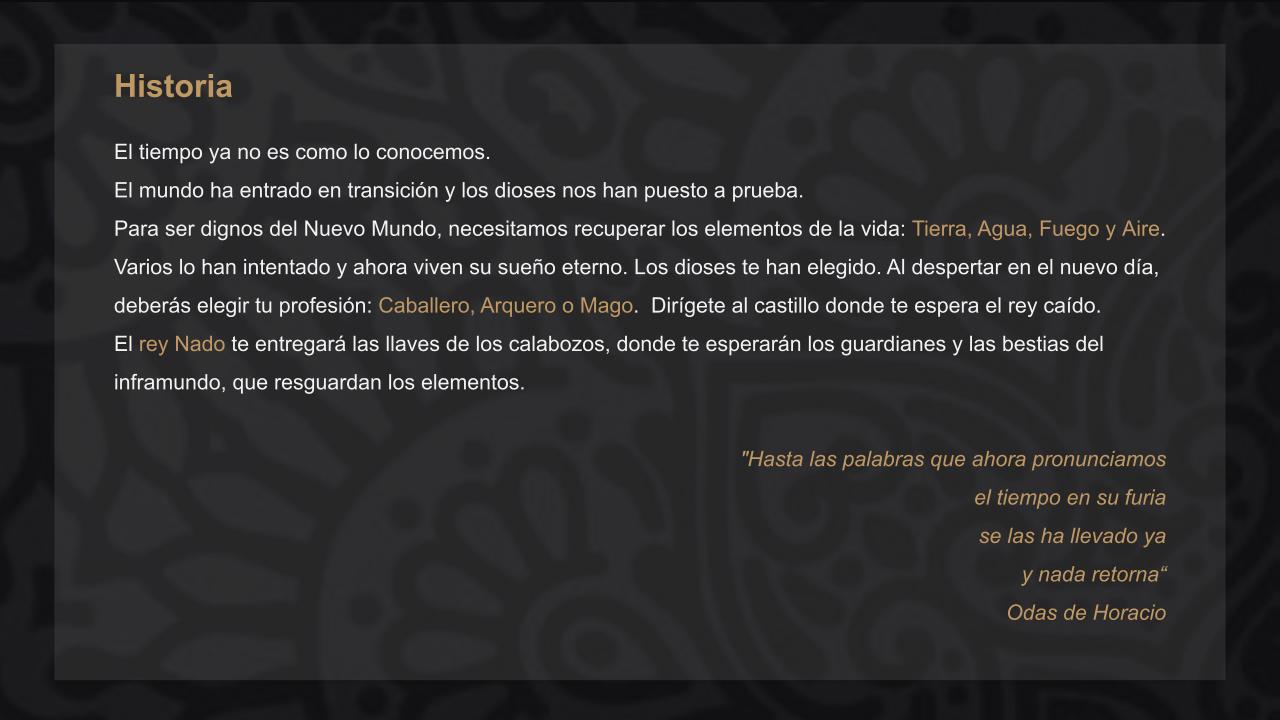 Historia
El tiempo ya no es como lo conocemos.
El mundo ha entrado en transición y los dioses nos han puesto a prueba.
Para ser dignos del Nuevo Mundo, necesitamos recuperar los elementos de la vida: Tierra, Agua, Fuego y Aire.
Varios lo han intentado y ahora viven su sueño eterno. Los dioses te han elegido. Al despertar en el nuevo día,
deberás elegir tu profesión: Caballero, Arquero o Mago.  Dirígete al castillo donde te espera el rey caído.
El rey Nado te entregará las llaves de los calabozos, donde te esperarán los guardianes y las bestias del
inframundo, que resguardan los elementos.
"Hasta las palabras que ahora pronunciamos
el tiempo en su furia
se las ha llevado ya
y nada retorna“
Odas de Horacio